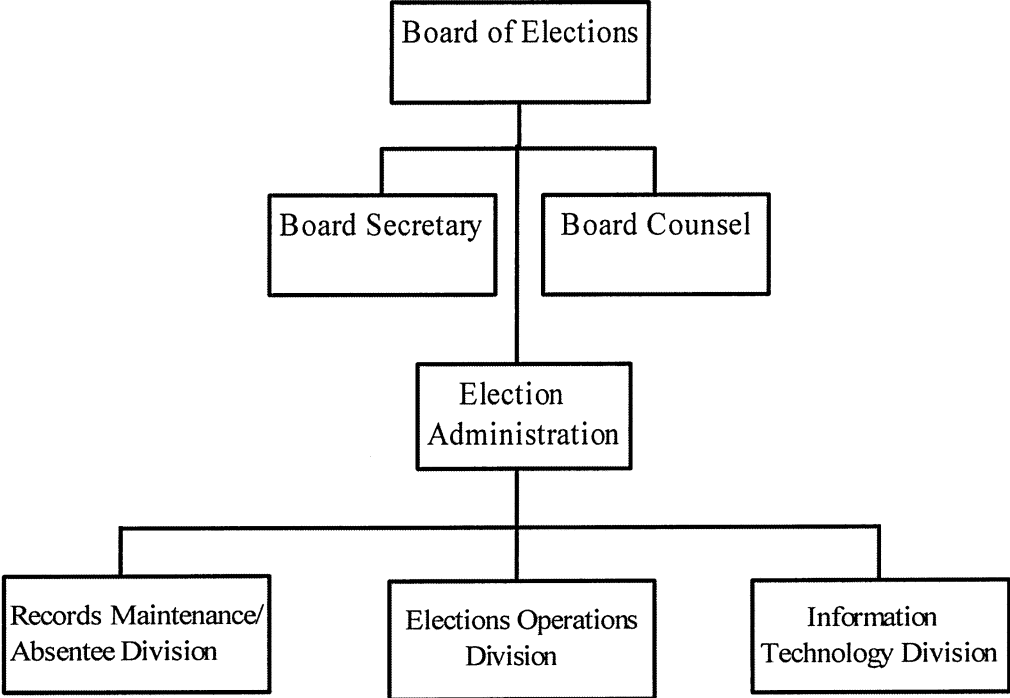 Board of Elections
Board Secretary
Board Counsel
Election
Administration
Records Maintenance/
Absentee Division
Elections Operations
Division
Information
Technology Division